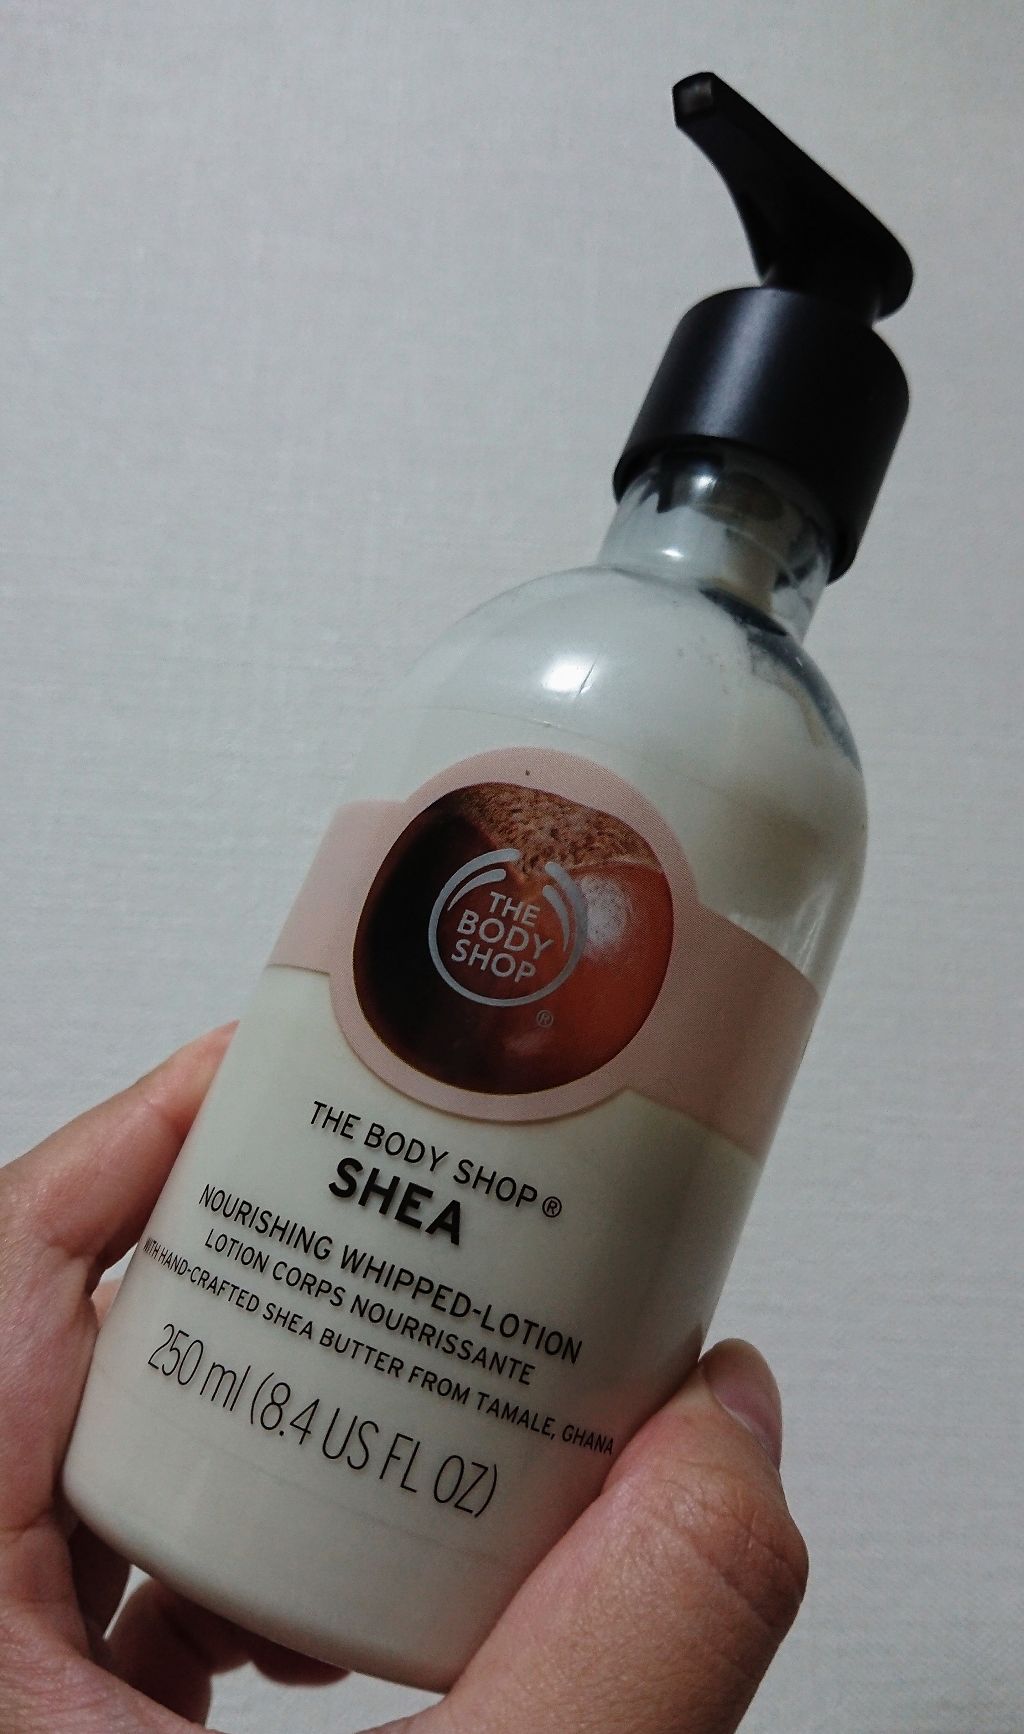 THE
BODY
SHOP
®
THE BODY SHOP®
SHEA
NOURISHING WHIPPED-LOTION
LOTION CORPS NOURRISSANTE
WITH HAND-CRAFTED SHEA BUTTER FROM TAMALE, GHANA
250 ml (8.4 US FL OZ)